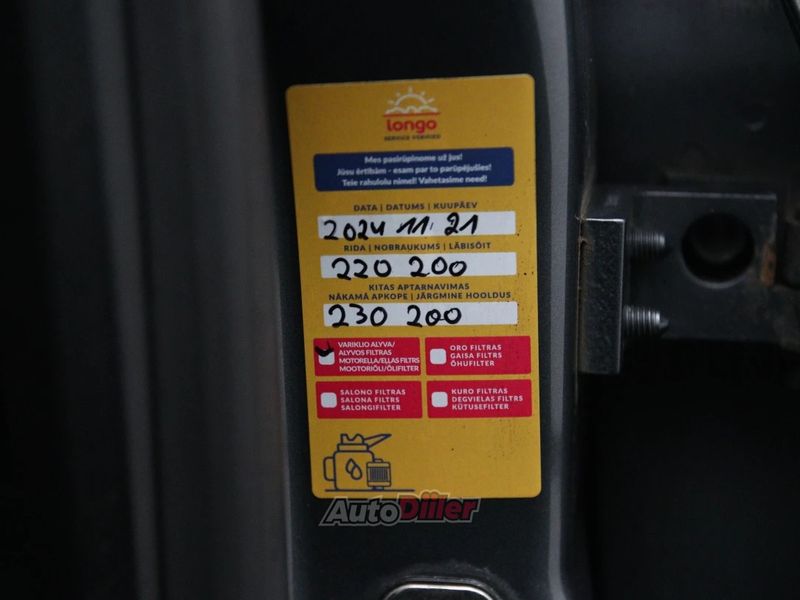 longo
SERVICE VERIFIED
Mes pasirūpinome už jus!
Jūsu ērtībām - esam par to parūpējušies!
Teie rahulolu nimel! Vahetasime need!
DATA | DATUMS | KUUPÄEV
2024 11. 21
RIDA | NOBRAUKUMS | LÄBISÕIT
220 200
KITAS APTARNAVIMAS
NĀKAMĀ APKOPE | JÄRGMINE HOOLDUS
230 200
VARIKLIO ALYVA/
ALYVOS FILTRAS
MOTOREĻĻA/EĻĻAS FILTRS
MOOTORIÕLI/ÕLIFILTER
ORO FILTRAS
GAISA FILTRS
ÕHUFILTER
SALONO FILTRAS
SALONA FILTRS
SALONGIFILTER
KURO FILTRAS
DEGVIELAS FILTRS
KÜTUSEFILTER
AutoDiler